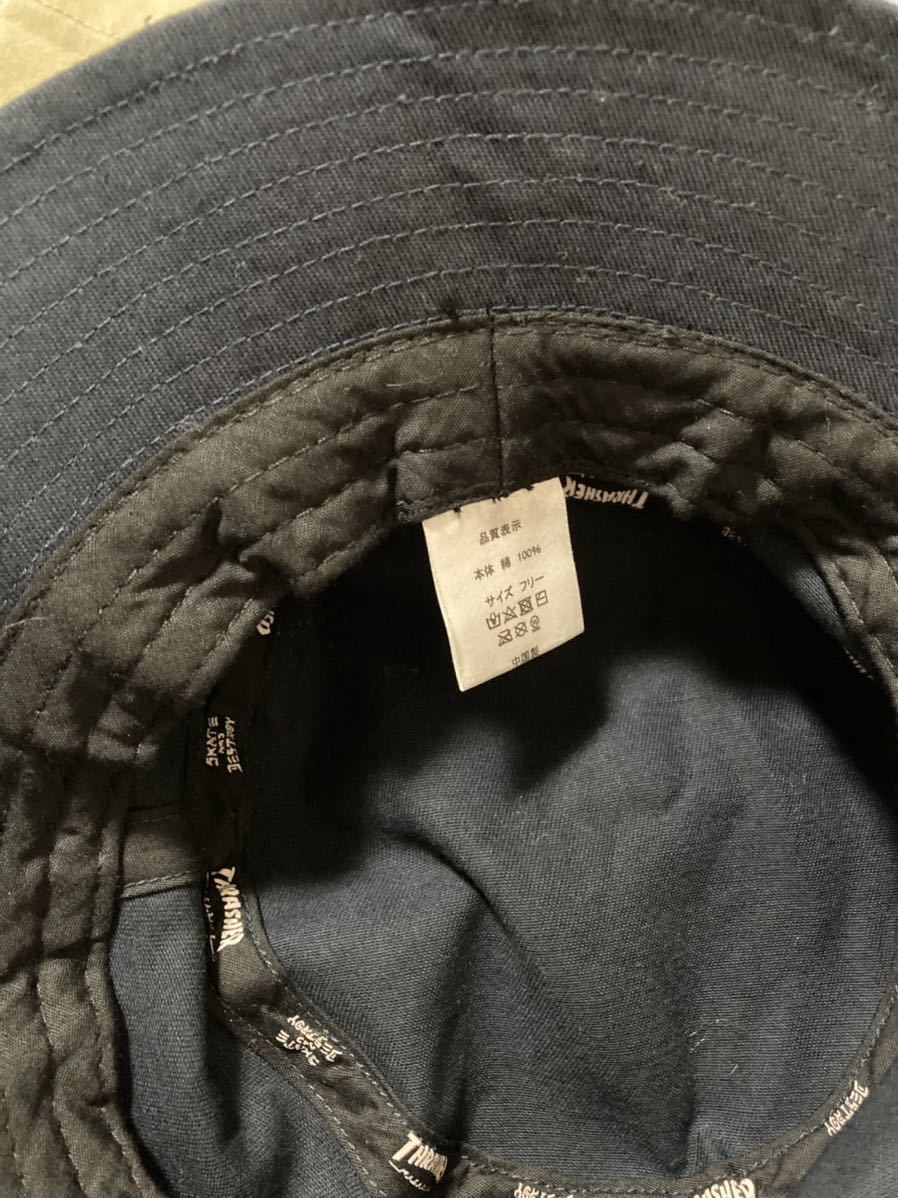 品質表示
本体 綿 100%
サイズ フリー
中国製
THRASHER
SKATE
AND
DESTROY
THRASHER
SKATE
AND
DESTROY
DESTROY